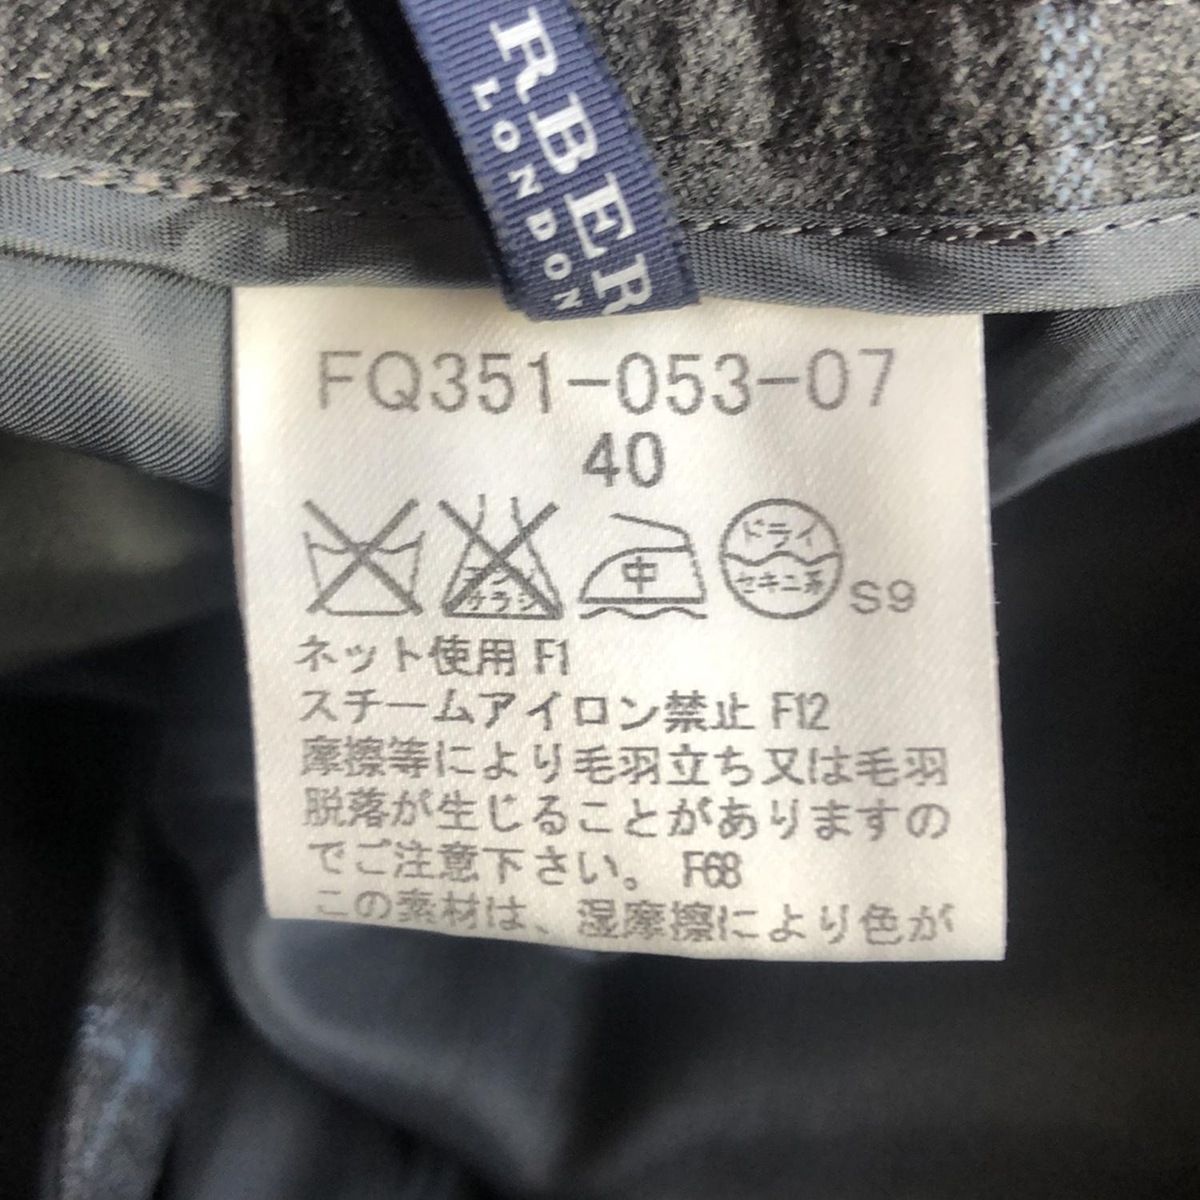 RBER
LONDON
FQ351-053-07
40
中
ドライ
セキユ系
S9
ネット使用 F1
スチームアイロン禁止 F12
摩擦等により毛羽立ち又は毛羽
脱落が生じることがありますの
でご注意下さい。 F68
この素材は、湿摩擦により色が